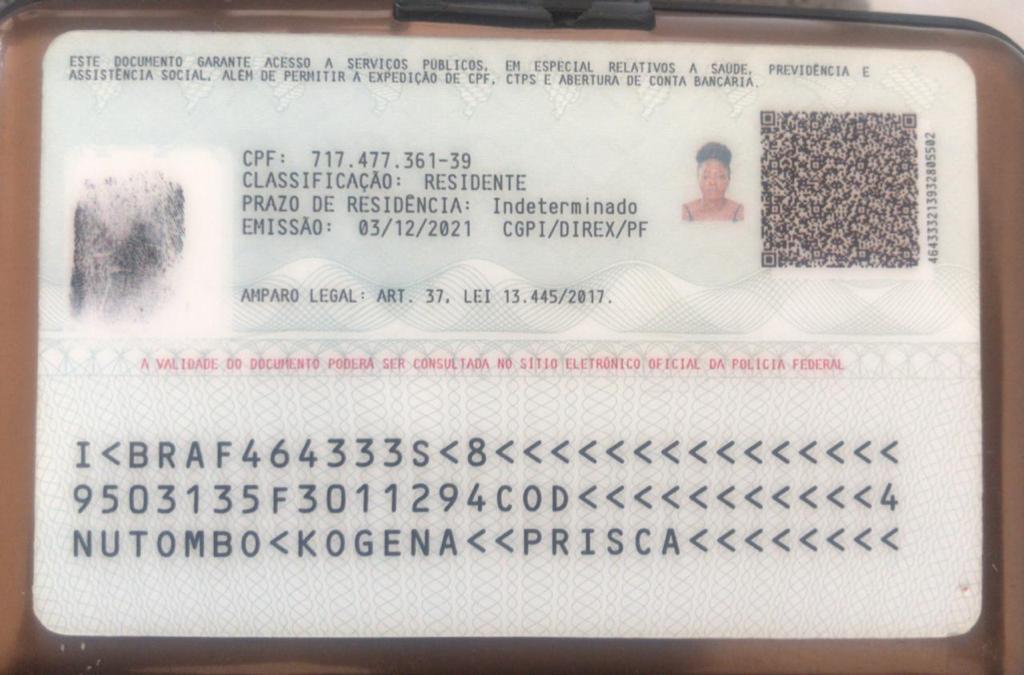 ESTE DOCUMENTO GARANTE ACESSO A SERVIÇOS PÚBLICOS, EM ESPECIAL RELATIVOS A SAÚDE, PREVIDÊNCIA E
ASSISTÊNCIA SOCIAL, ALÉM DE PERMITIR A EXPEDIÇÃO DE CPF, CTPS E ABERTURA DE CONTA BANCÁRIA.
CPF: 717.477.361-39
CLASSIFICAÇÃO: RESIDENTE
PRAZO DE RESIDÊNCIA: Indeterminado
EMISSÃO: 03/12/2021 CGPI/DIREX/PF
AMPARO LEGAL: ART. 37, LEI 13.445/2017.
464333213932805502
A VALIDADE DO DOCUMENTO PODERÁ SER CONSULTADA NO SÍTIO ELETRÔNICO OFICIAL DA POLÍCIA FEDERAL
I<BRAF464333S<8<<<<<<<<<<<<<<<
9503135F3011294COD<<<<<<<<<<<4
NUTOMBO<KOGENA<<PRISCA<<<<<<<<